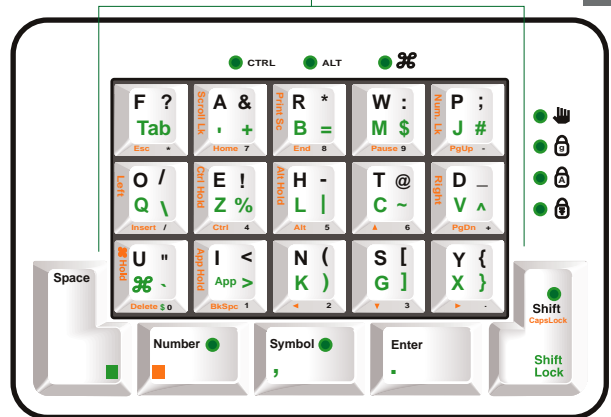 CTRL ALT ⌘
F ?
Tab
Esc *
Scroll Lk
A &
' +
Home 7
Print Sc
R *
B =
End 8
W :
M $
Pause 9
Num. Lk
P ;
J #
PgUp -
g
A
Left
O /
Q \
Insert /
Ctrl Hold
E !
Z %
Ctrl 4
Alt Hold
H -
L |
Alt 5
T @
C ~
▲ 6
Right
D _
V ^
PgDn +
⌘ Hold
U "
⌘ `
Delete $ 0
App Hold
I <
App >
BkSpc 1
N (
K )
◄ 2
S [
G ]
▼ 3
Y {
X }
► .
Space
Number
Symbol
,
Enter
.
Shift
CapsLock
Shift
Lock